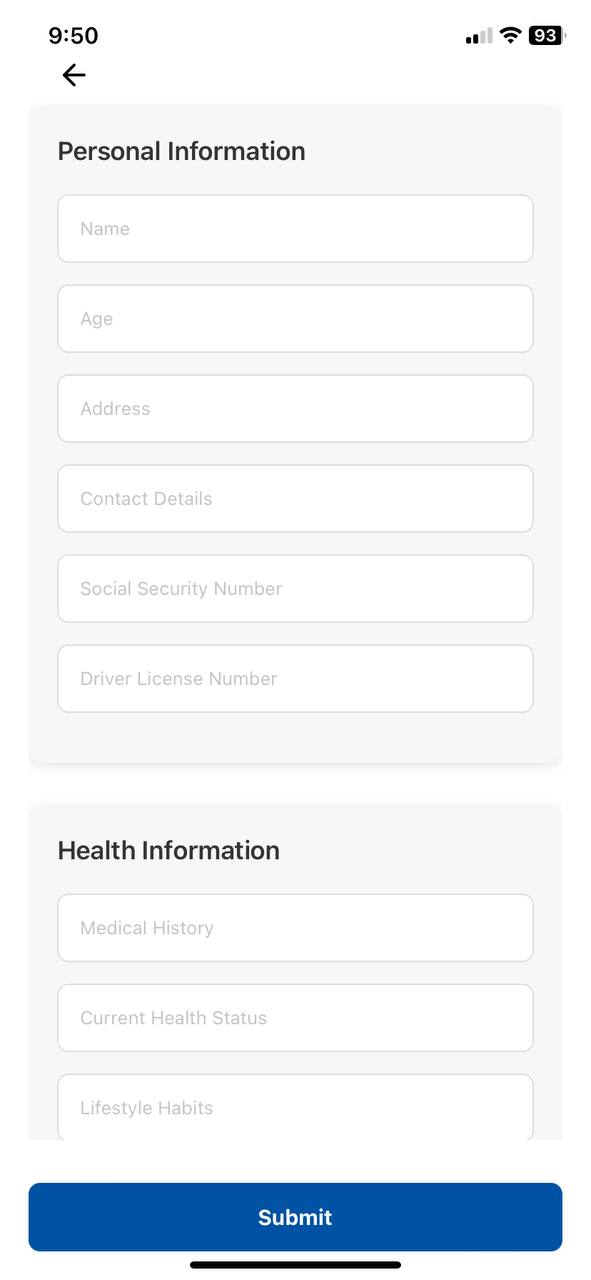 9:50
93
Personal Information
Name
Age
Address
Contact Details
Social Security Number
Driver License Number
Health Information
Medical History
Current Health Status
Lifestyle Habits
Submit